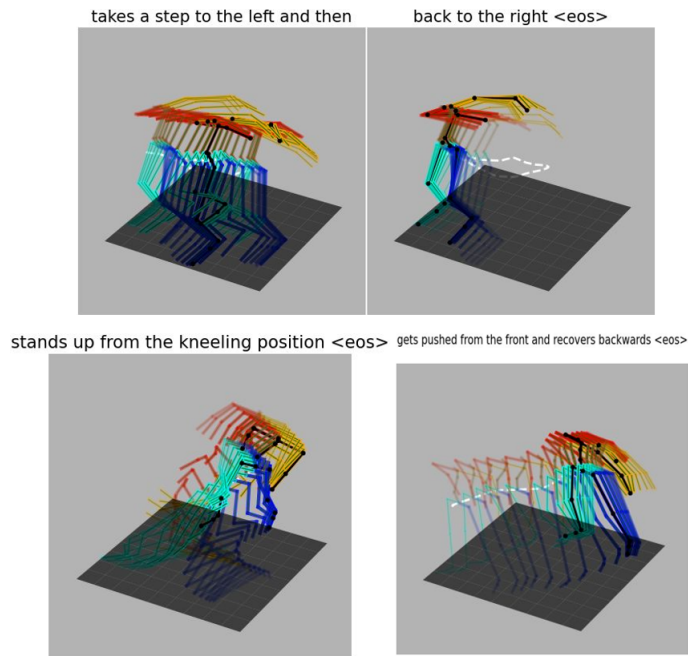 takes a step to the left and then
back to the right <eos>
stands up from the kneeling position <eos>
gets pushed from the front and recovers backwards <eos>